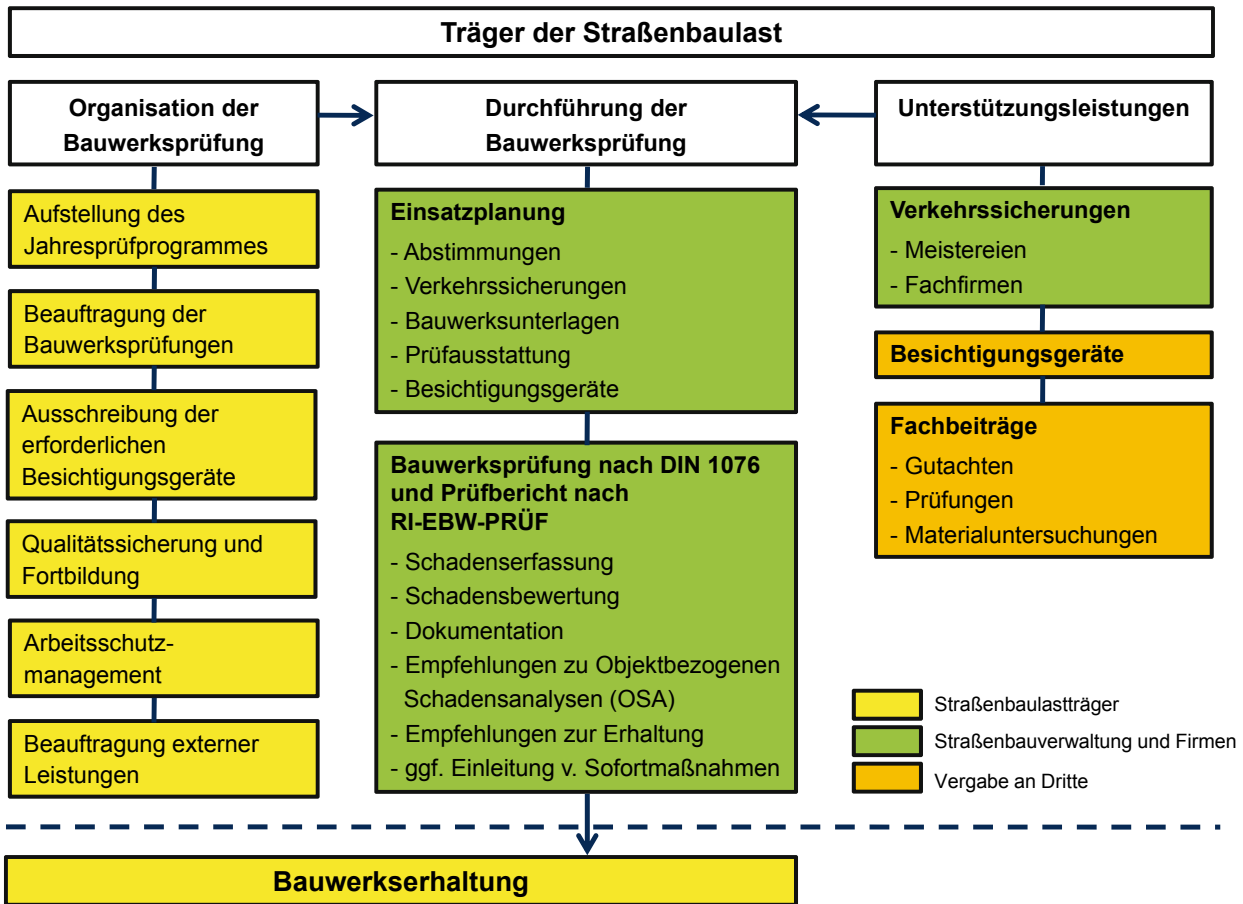 Träger der Straßenbaulast
Organisation der
Bauwerksprüfung
Aufstellung des
Jahresprüfprogrammes
Beauftragung der
Bauwerksprüfungen
Ausschreibung der
erforderlichen
Besichtigungsgeräte
Qualitätssicherung und
Fortbildung
Arbeitsschutz-
management
Beauftragung externer
Leistungen
Durchführung der
Bauwerksprüfung
Einsatzplanung
- Abstimmungen
- Verkehrssicherungen
- Bauwerksunterlagen
- Prüfausstattung
- Besichtigungsgeräte
Bauwerksprüfung nach DIN 1076
und Prüfbericht nach
RI-EBW-PRÜF
- Schadenserfassung
- Schadensbewertung
- Dokumentation
- Empfehlungen zu Objektbezogenen
Schadensanalysen (OSA)
- Empfehlungen zur Erhaltung
- ggf. Einleitung v. Sofortmaßnahmen
Unterstützungsleistungen
Verkehrssicherungen
- Meistereien
- Fachfirmen
Besichtigungsgeräte
Fachbeiträge
- Gutachten
- Prüfungen
- Materialuntersuchungen
Straßenbaulastträger
Straßenbauverwaltung und Firmen
Vergabe an Dritte
Bauwerkserhaltung